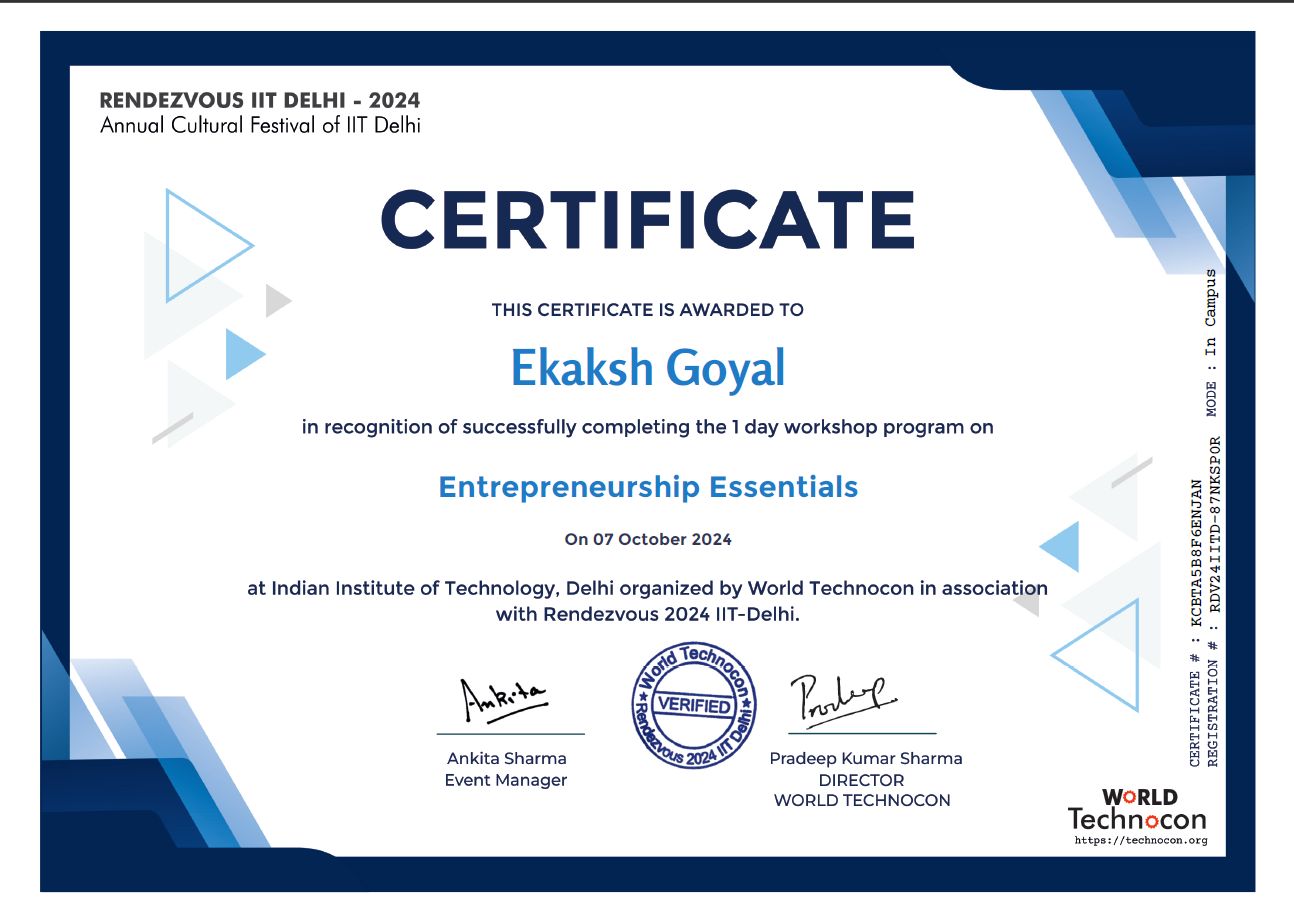 RENDEZVOUS IIT DELHI - 2024
Annual Cultural Festival of IIT Delhi
CERTIFICATE
THIS CERTIFICATE IS AWARDED TO
Ekaksh Goyal
in recognition of successfully completing the 1 day workshop program on
Entrepreneurship Essentials
On 07 October 2024
at Indian Institute of Technology, Delhi organized by World Technocon in association
with Rendezvous 2024 IIT-Delhi.
Ankita
World Technocon
VERIFIED
Rendezvous 2024 IIT Delhi
Pradeep
Ankita Sharma
Event Manager
Pradeep Kumar Sharma
DIRECTOR
WORLD TECHNOCON
CERTIFICATE # : KCBTA5B8F6ENJAN
REGISTRATION # : RDV24IITD-87NKSP0R MODE : In Campus
WORLD
Technocon
https://technocon.org